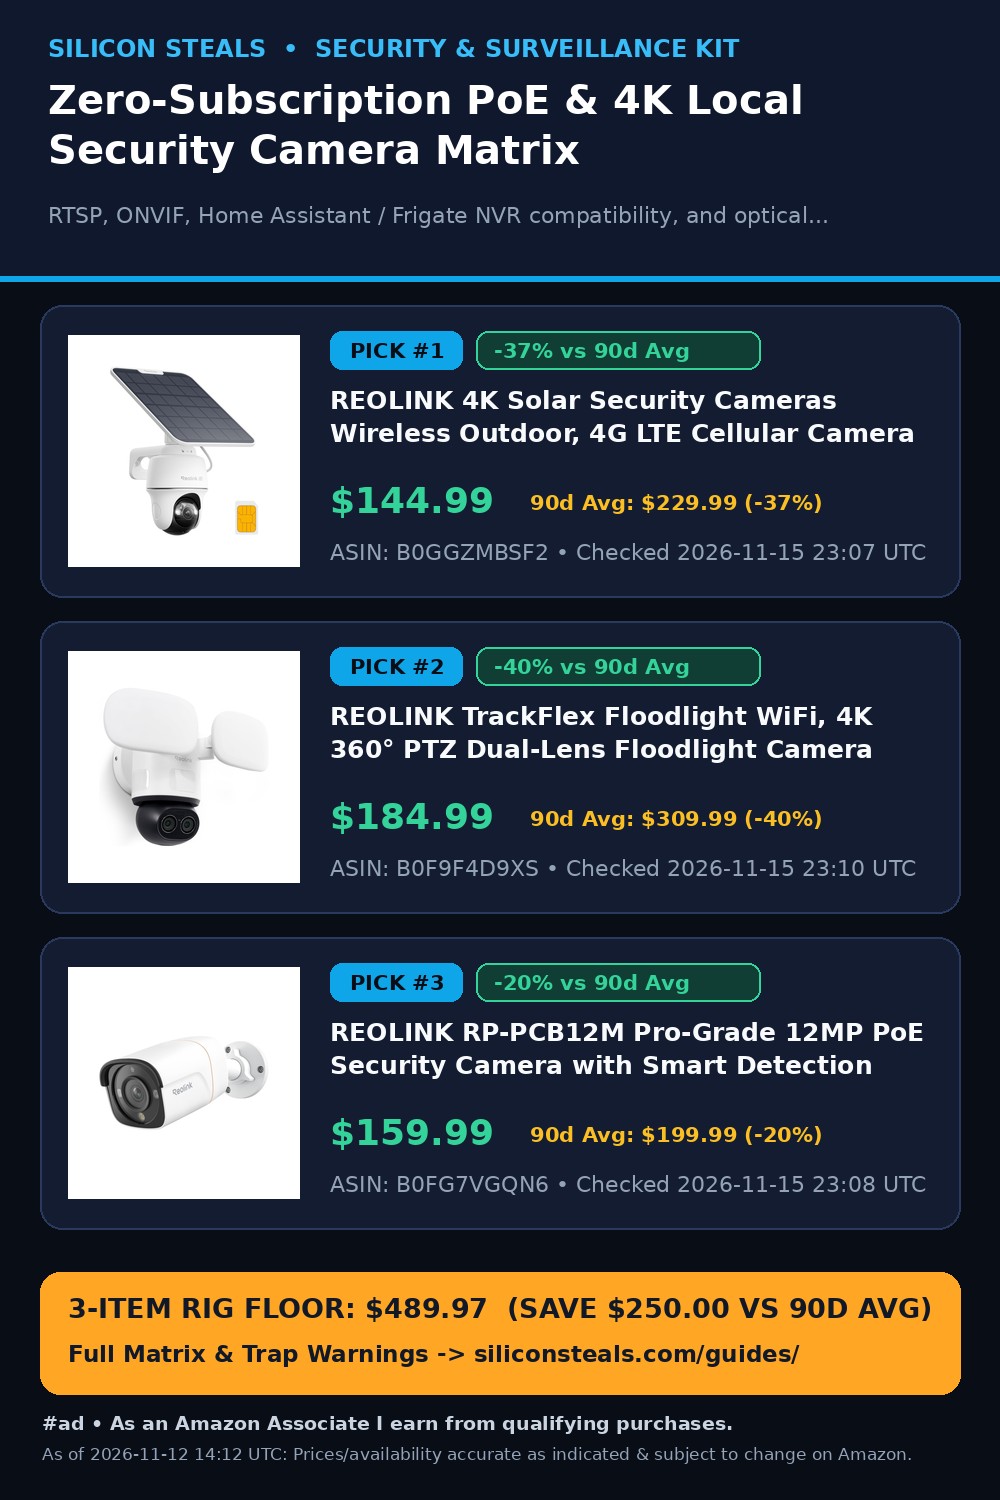 SILICON STEALS • SECURITY & SURVEILLANCE KIT
Zero-Subscription PoE & 4K Local
Security Camera Matrix
RTSP, ONVIF, Home Assistant / Frigate NVR compatibility, and optical...
PICK #1
-37% vs 90d Avg
REOLINK 4K Solar Security Cameras
Wireless Outdoor, 4G LTE Cellular Camera
$144.99 90d Avg: $229.99 (-37%)
ASIN: B0GGZMBSF2 • Checked 2026-11-15 23:07 UTC
PICK #2
-40% vs 90d Avg
REOLINK TrackFlex Floodlight WiFi, 4K
360° PTZ Dual-Lens Floodlight Camera
$184.99 90d Avg: $309.99 (-40%)
ASIN: B0F9F4D9XS • Checked 2026-11-15 23:10 UTC
Reolink
PICK #3
-20% vs 90d Avg
REOLINK RP-PCB12M Pro-Grade 12MP PoE
Security Camera with Smart Detection
$159.99 90d Avg: $199.99 (-20%)
ASIN: B0FG7VGQN6 • Checked 2026-11-15 23:08 UTC
3-ITEM RIG FLOOR: $489.97 (SAVE $250.00 VS 90D AVG)
Full Matrix & Trap Warnings -> siliconsteals.com/guides/
#ad • As an Amazon Associate I earn from qualifying purchases.
As of 2026-11-12 14:12 UTC: Prices/availability accurate as indicated & subject to change on Amazon.